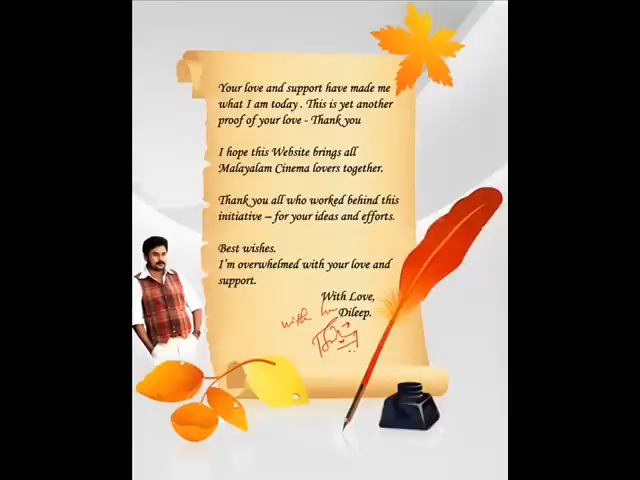 Your love and support have made me
what I am today . This is yet another
proof of your love - Thank you
I hope this Website brings all
Malayalam Cinema lovers together.
Thank you all who worked behind this
initiative – for your ideas and efforts.
Best wishes.
I'm overwhelmed with your love and
support.
With Love,
Dileep.
with